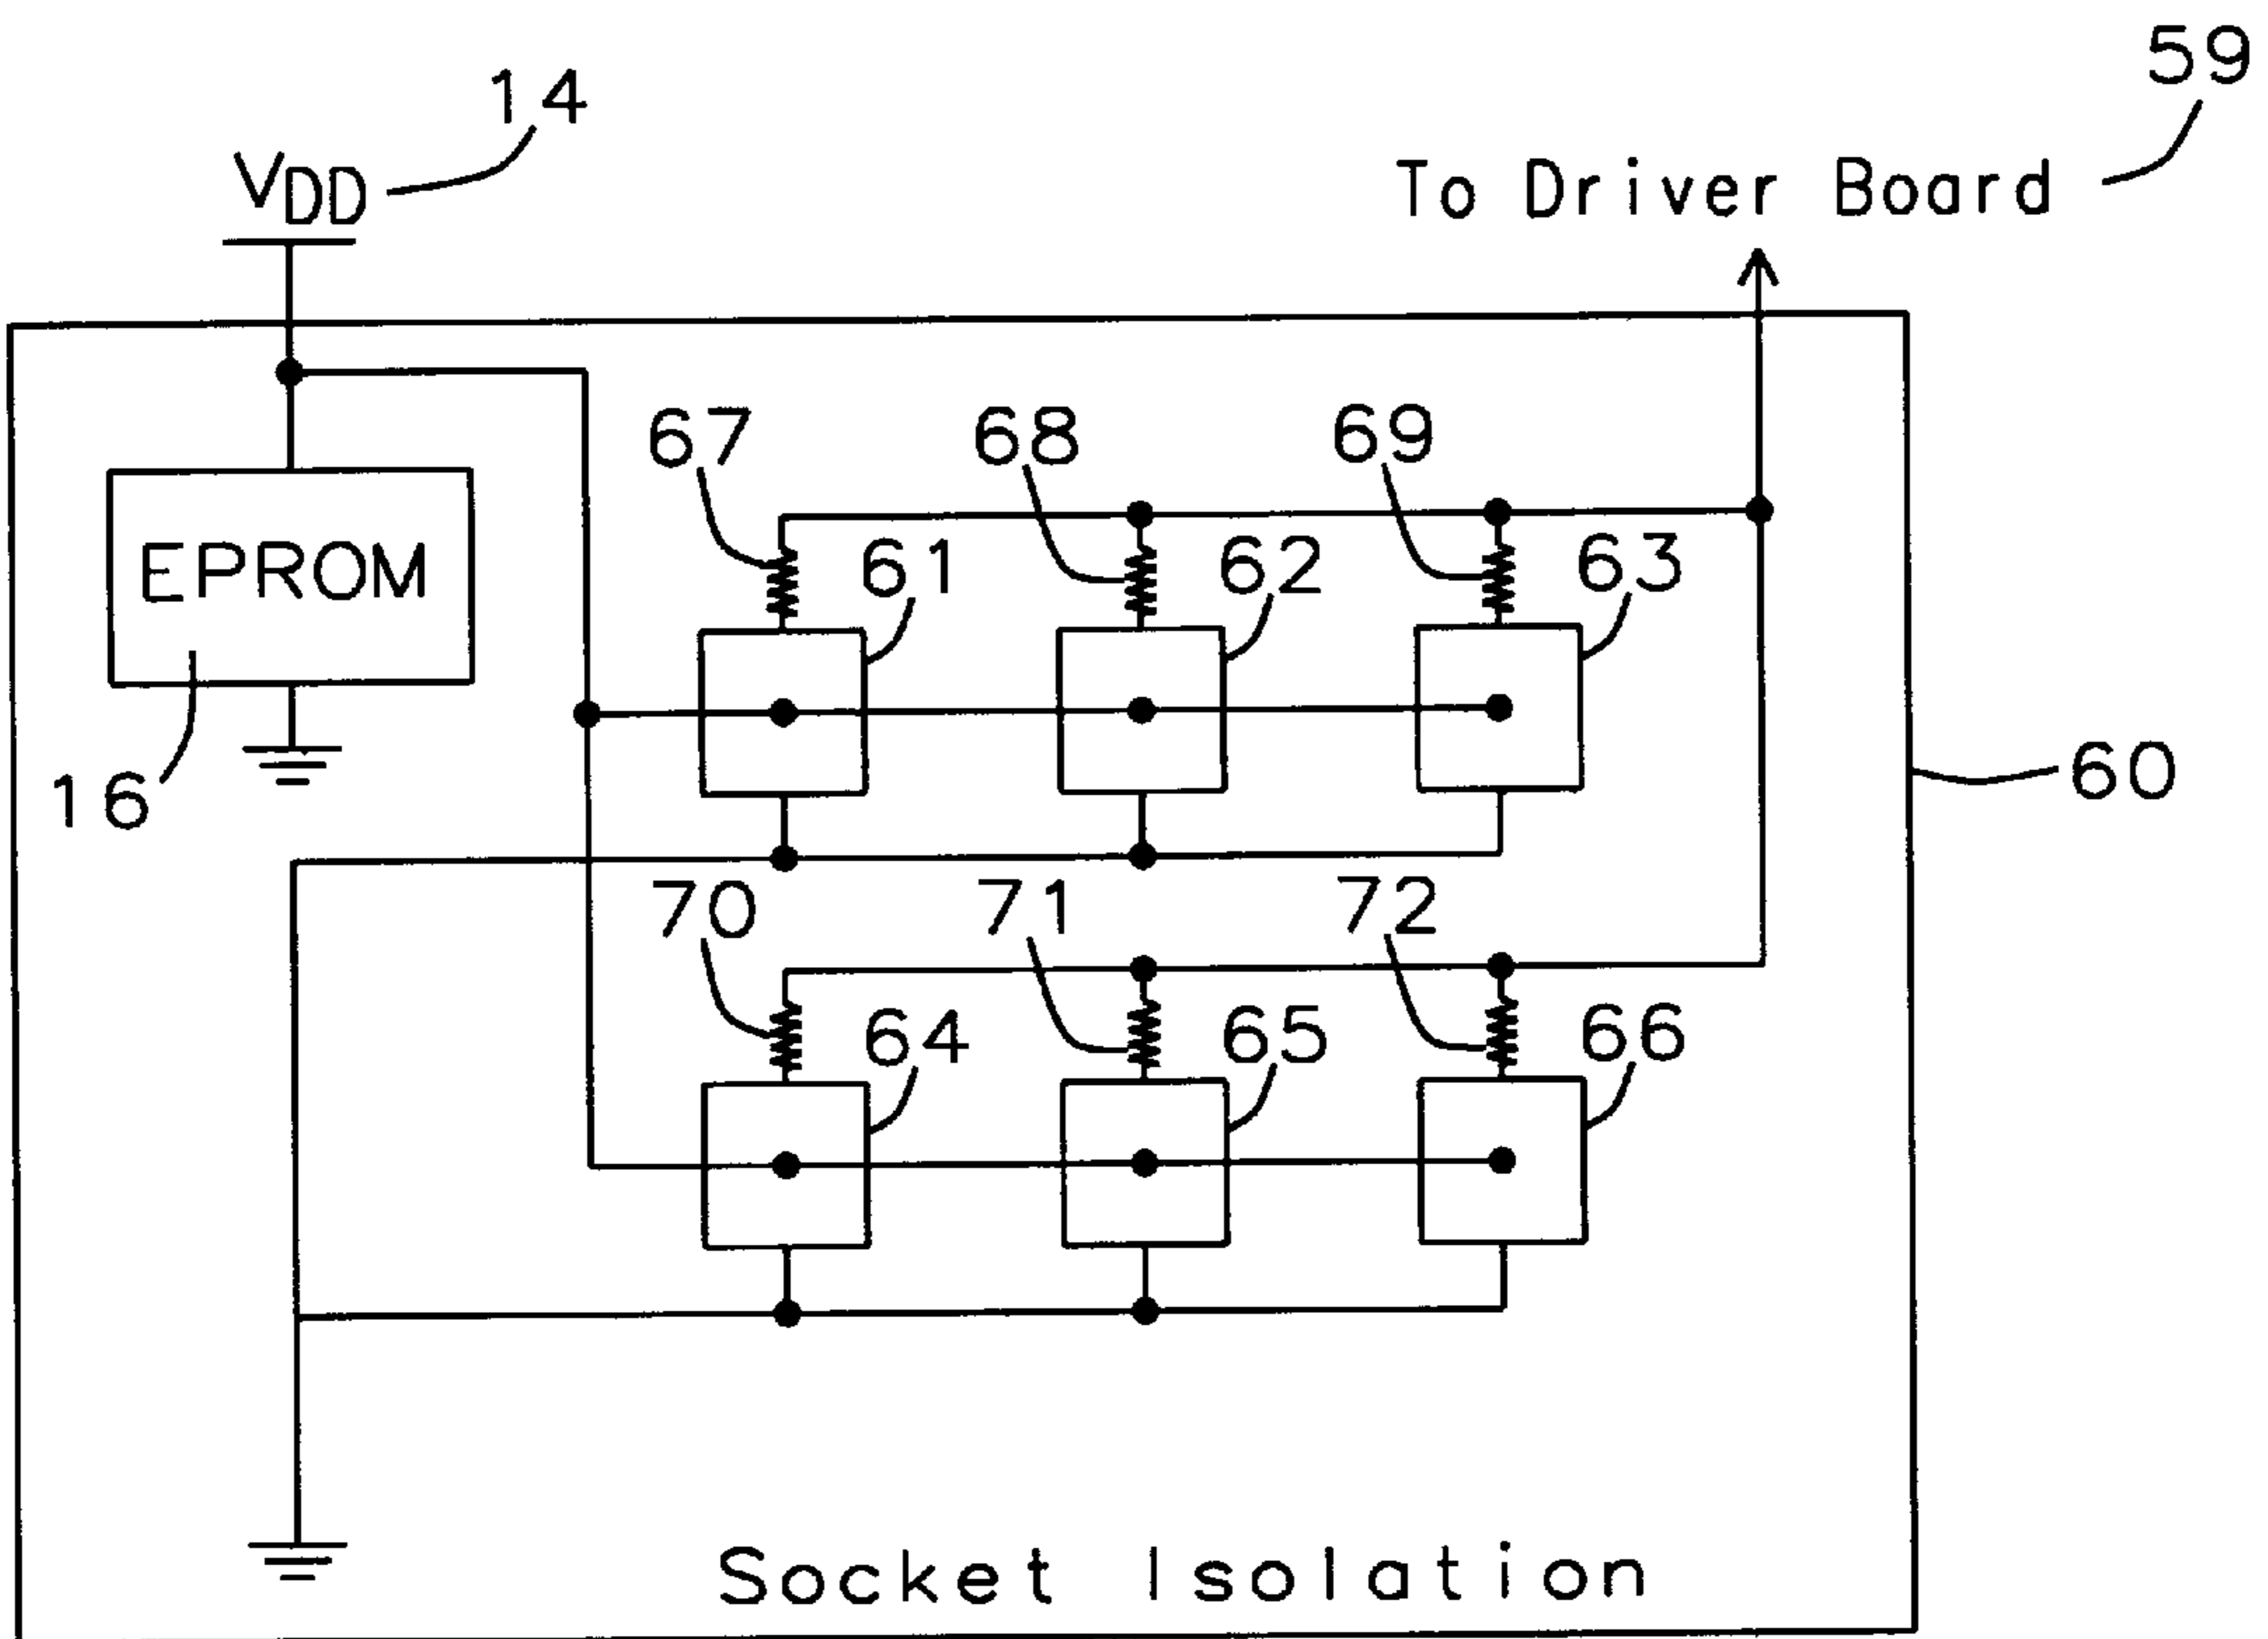 59
14
VDD
To Driver Board
67 68 69
61 62 63
EPROM
16
60
70 71 72
64 65 66
Socket Isolation